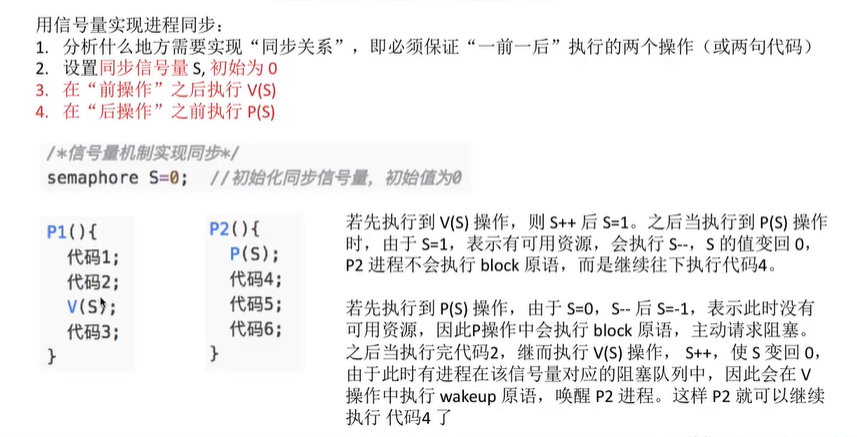 用信号量实现进程同步：
1. 分析什么地方需要实现“同步关系”，即必须保证“一前一后”执行的两个操作（或两句代码）
2. 设置同步信号量 S, 初始为 0
3. 在“前操作”之后执行 V(S)
4. 在“后操作”之前执行 P(S)
/*信号量机制实现同步*/
semaphore S=0; //初始化同步信号量，初始值为0
P1(){
代码1;
代码2;
V(S);
代码3;
}
P2(){
P(S);
代码4;
代码5;
代码6;
}
若先执行到 V(S) 操作，则 S++ 后 S=1。之后当执行到 P(S) 操作
时，由于 S=1，表示有可用资源，会执行 S--，S 的值变回 0，
P2 进程不会执行 block 原语，而是继续往下执行代码4。
若先执行到 P(S) 操作，由于 S=0，S-- 后 S=-1，表示此时没有
可用资源，因此P操作中会执行 block 原语，主动请求阻塞。
之后当执行完代码2，继而执行 V(S) 操作， S++，使 S 变回 0，
由于此时有进程在该信号量对应的阻塞队列中，因此会在 V
操作中执行 wakeup 原语，唤醒 P2 进程。这样 P2 就可以继续
执行 代码4 了